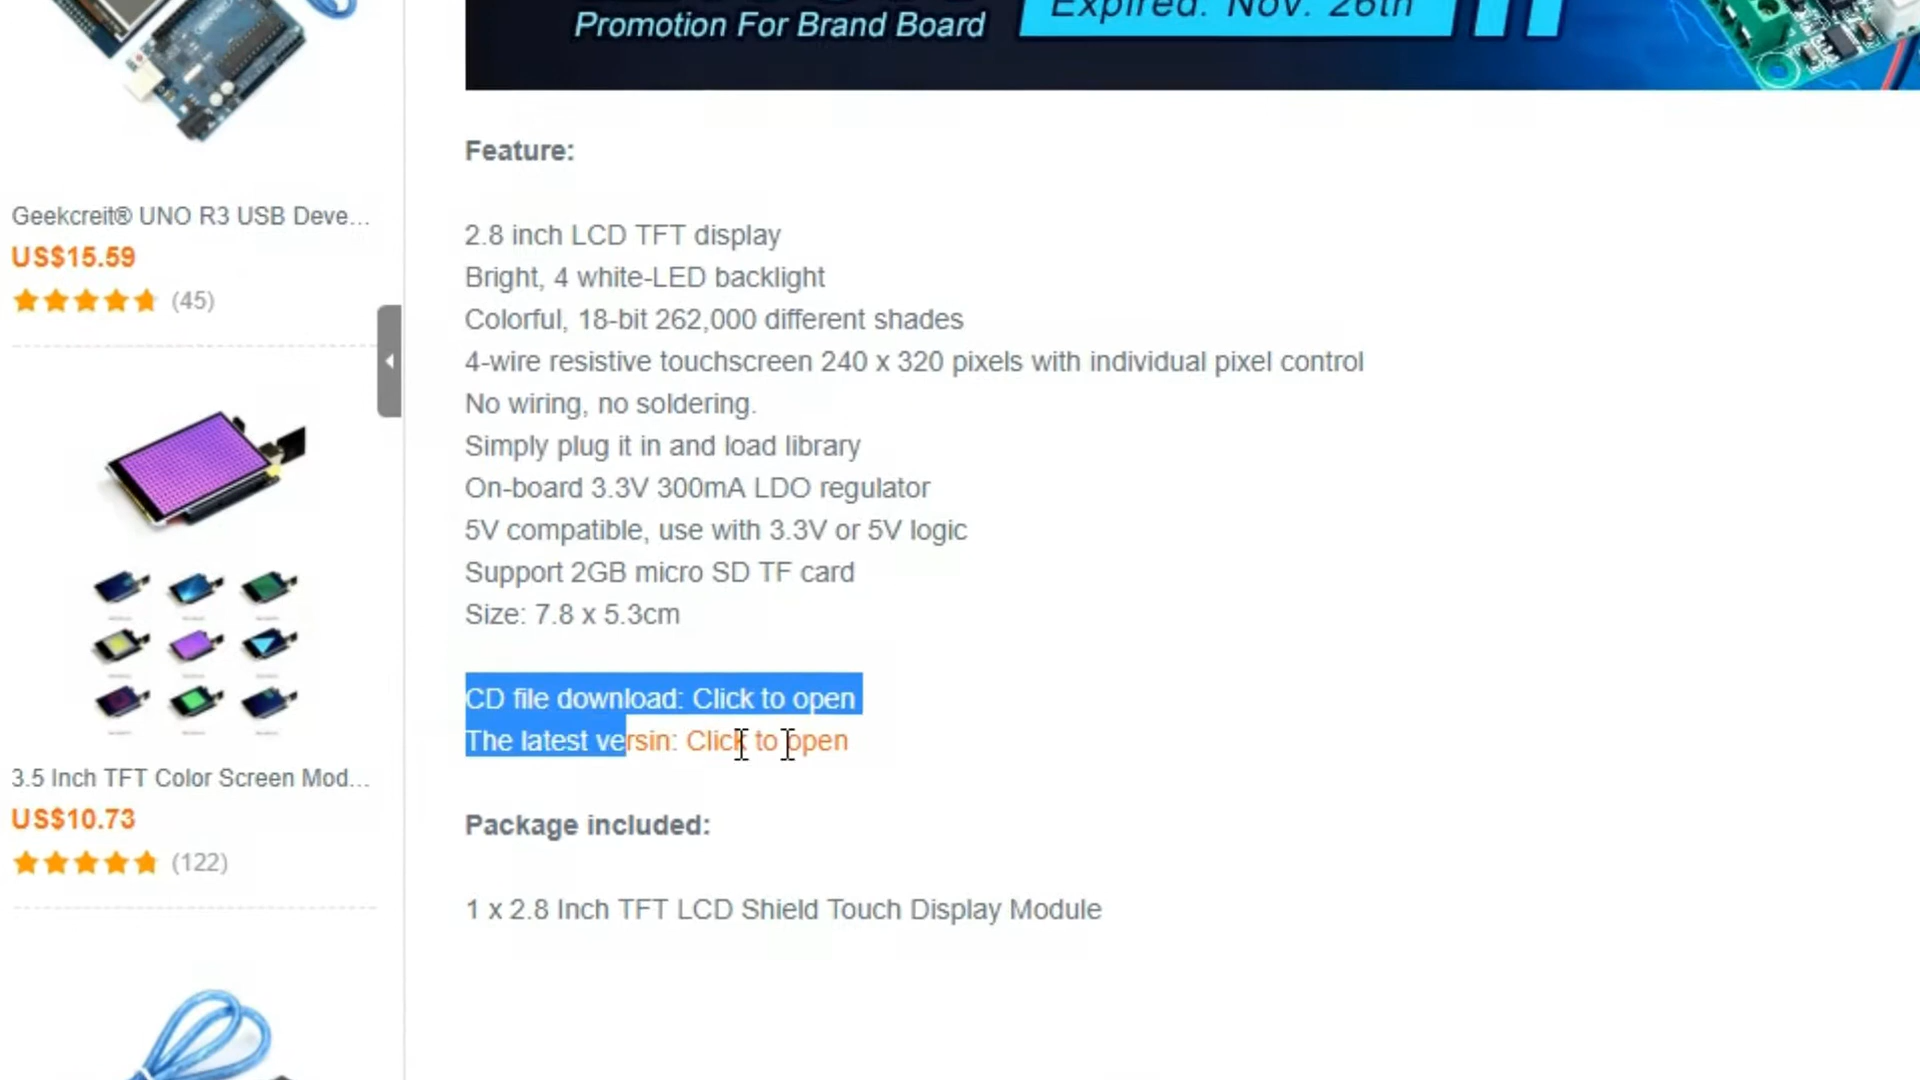 Promotion For Brand Board
Expired: Nov. 26th
Geekcreit® UNO R3 USB Deve...
US$15.59
(45)
3.5 Inch TFT Color Screen Mod...
US$10.73
(122)
Feature:
2.8 inch LCD TFT display
Bright, 4 white-LED backlight
Colorful, 18-bit 262,000 different shades
4-wire resistive touchscreen 240 x 320 pixels with individual pixel control
No wiring, no soldering.
Simply plug it in and load library
On-board 3.3V 300mA LDO regulator
5V compatible, use with 3.3V or 5V logic
Support 2GB micro SD TF card
Size: 7.8 x 5.3cm
CD file download: Click to open
The latest versin: Click to open
Package included:
1 x 2.8 Inch TFT LCD Shield Touch Display Module